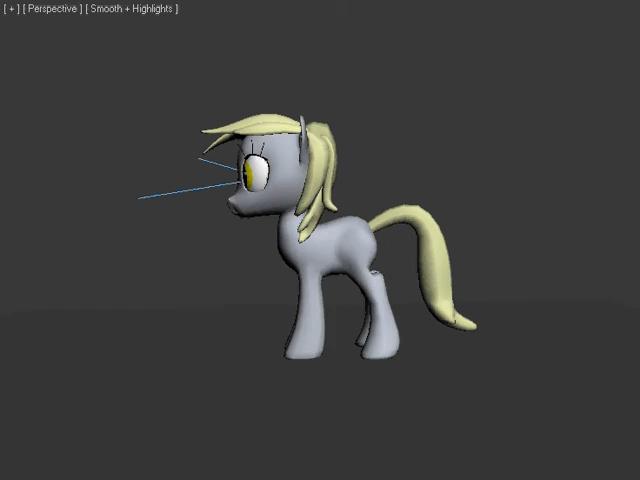 [ + ] [ Perspective ] [ Smooth + Highlights ]